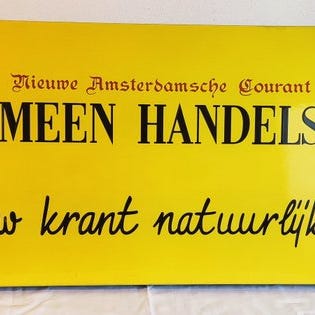 Nieuwe Amsterdamsche Courant
MEEN HANDELS
w krant natuurlijk